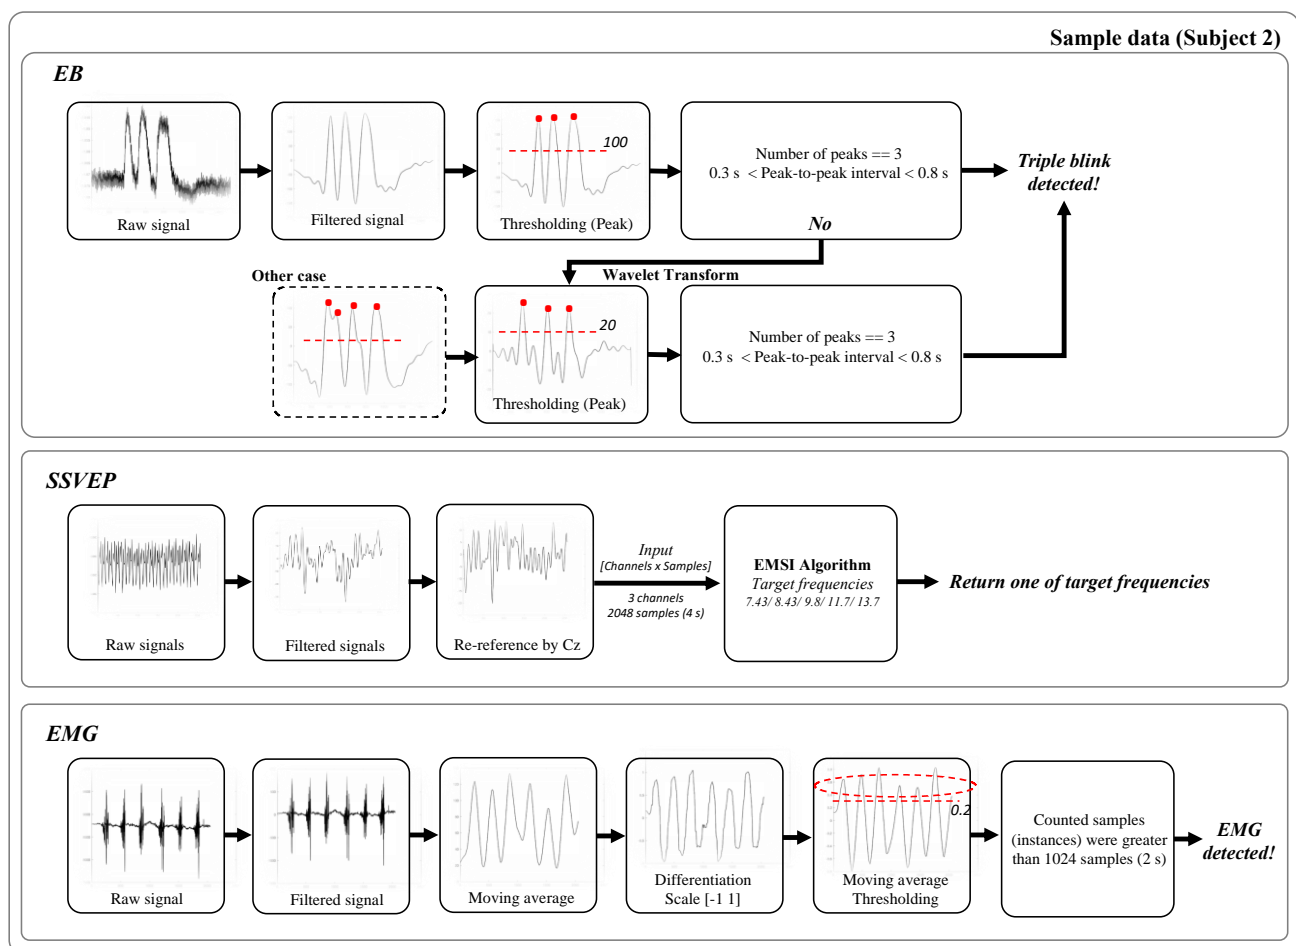 Sample data (Subject 2)
EB
Raw signal
Filtered signal
100
Thresholding (Peak)
Number of peaks == 3
0.3 s < Peak-to-peak interval < 0.8 s
No
Triple blink
detected!
Other case
Wavelet Transform
20
Thresholding (Peak)
Number of peaks == 3
0.3 s < Peak-to-peak interval < 0.8 s
SSVEP
Raw signals
Filtered signals
Re-reference by Cz
Input
[Channels x Samples]
3 channels
2048 samples (4 s)
EMSI Algorithm
Target frequencies
7.43/ 8.43/ 9.8/ 11.7/ 13.7
Return one of target frequencies
EMG
Raw signal
Filtered signal
Moving average
Differentiation
Scale [-1 1]
0.2
Moving average
Thresholding
Counted samples
(instances) were greater
than 1024 samples (2 s)
EMG
detected!